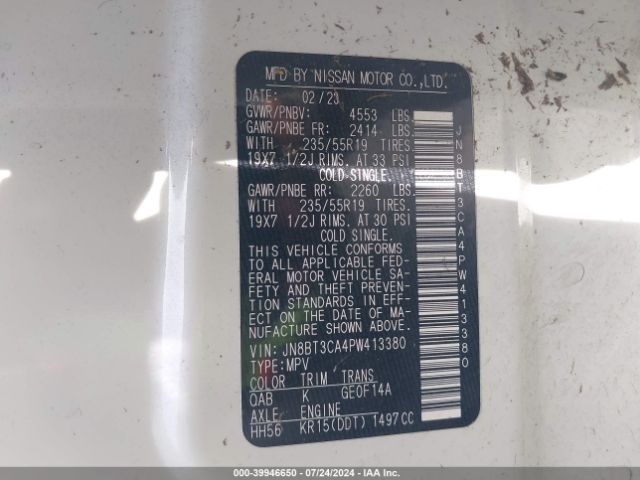 MFD BY NISSAN MOTOR CO.,LTD.
DATE: 02/23
GVWR/PNBV: 4553 LBS.
GAWR/PNBE FR: 2414 LBS.
WITH 235/55R19 TIRES.
19X7 1/2J RIMS. AT 33 PSI
COLD SINGLE.
GAWR/PNBE RR: 2260 LBS.
WITH 235/55R19 TIRES.
19X7 1/2J RIMS. AT 30 PSI
COLD SINGLE.
THIS VEHICLE CONFORMS
TO ALL APPLICABLE FED-
ERAL MOTOR VEHICLE SA-
FETY AND THEFT PREVEN-
TION STANDARDS IN EFF-
ECT ON THE DATE OF MA-
NUFACTURE SHOWN ABOVE.
VIN: JN8BT3CA4PW413380
TYPE: MPV
COLOR TRIM TRANS
QAB K GE0F14A
AXLE ENGINE
HH56 KR15(DDT) 1497CC
JN8BT3CA4PW413380
000-39946650 / 07/24/2024 - IAA, Inc.